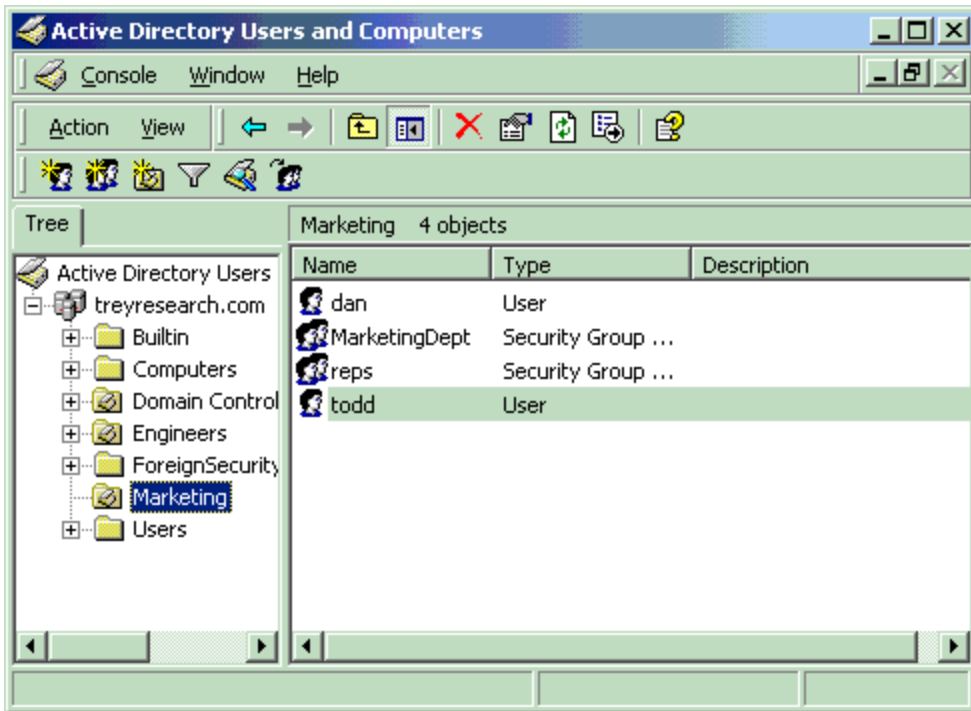 Active Directory Users and Computers
Console Window Help
Action View
Tree
Marketing 4 objects
Active Directory Users
treyresearch.com
Builtin
Computers
Domain Control
Engineers
ForeignSecurity
Marketing
Users
Name Type Description
dan User
MarketingDept Security Group ...
reps Security Group ...
todd User